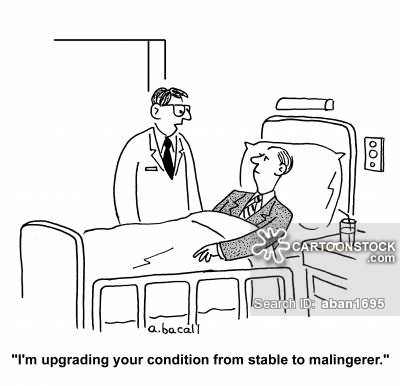 CARTOONSTOCK
.com
Search ID: aban1695
a.bacall
"I'm upgrading your condition from stable to malingerer."